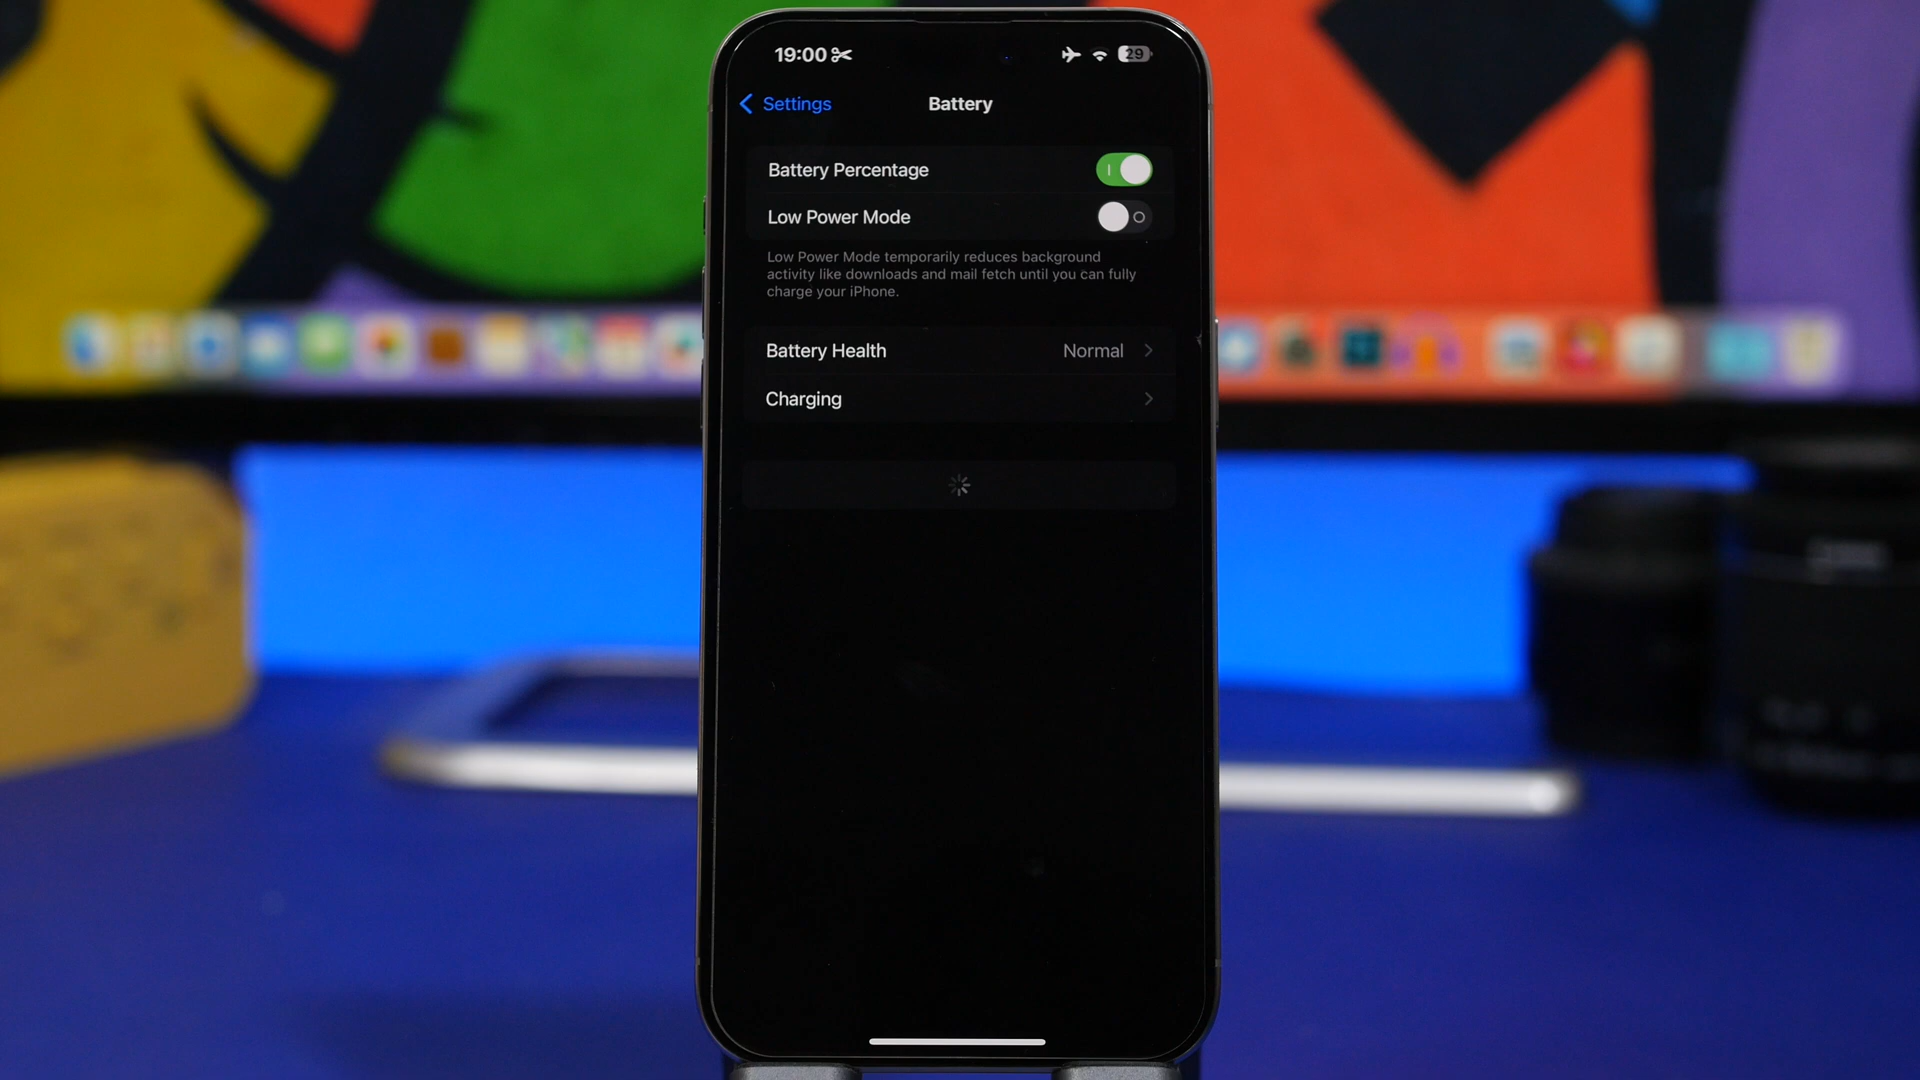 19:00
29
Settings
Battery
Battery Percentage
Low Power Mode
Low Power Mode temporarily reduces background
activity like downloads and mail fetch until you can fully
charge your iPhone.
Battery Health
Normal
Charging